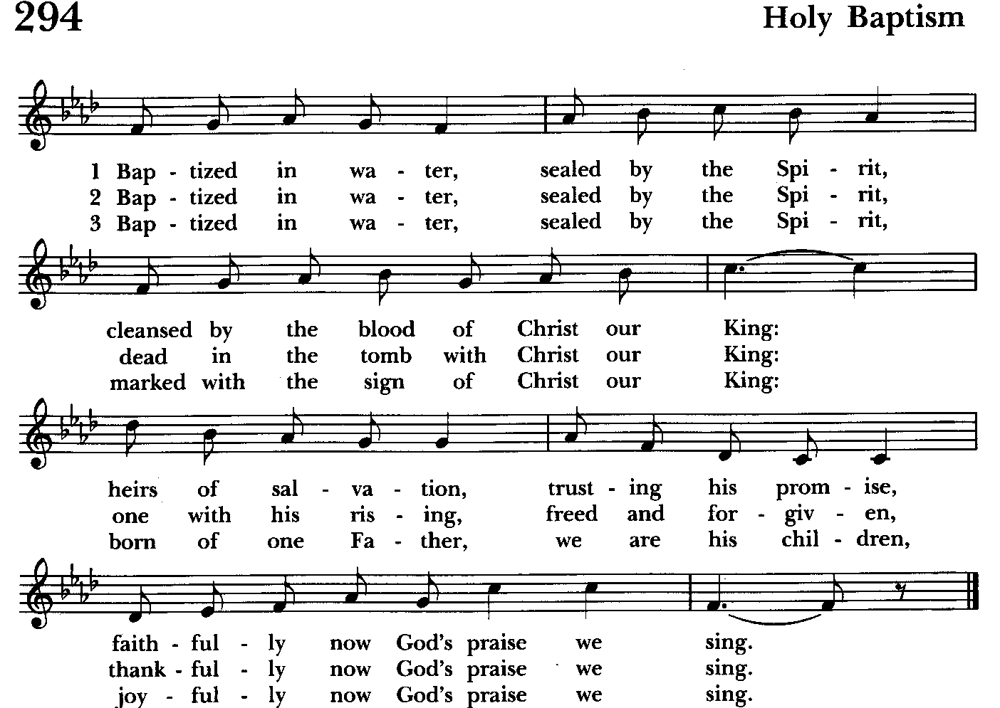 294 Holy Baptism
1 Bap - tized in wa - ter, sealed by the Spi - rit,
2 Bap - tized in wa - ter, sealed by the Spi - rit,
3 Bap - tized in wa - ter, sealed by the Spi - rit,
cleansed by the blood of Christ our King:
dead in the tomb with Christ our King:
marked with the sign of Christ our King:
heirs of sal - va - tion, trust - ing his prom - ise,
one with his ris - ing, freed and for - giv - en,
born of one Fa - ther, we are his chil - dren,
faith - ful - ly now God's praise we sing.
thank - ful - ly now God's praise we sing.
joy - ful - ly now God's praise we sing.